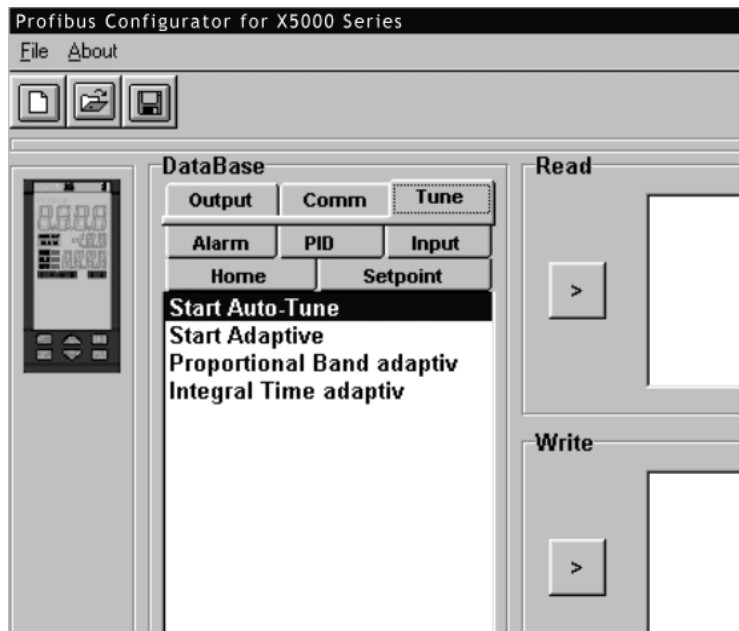 Profibus Configurator for X5000 Series
File About
DataBase
Output Comm Tune
Alarm PID Input
Home Setpoint
Start Auto-Tune
Start Adaptive
Proportional Band adaptiv
Integral Time adaptiv
Read
>
Write
>